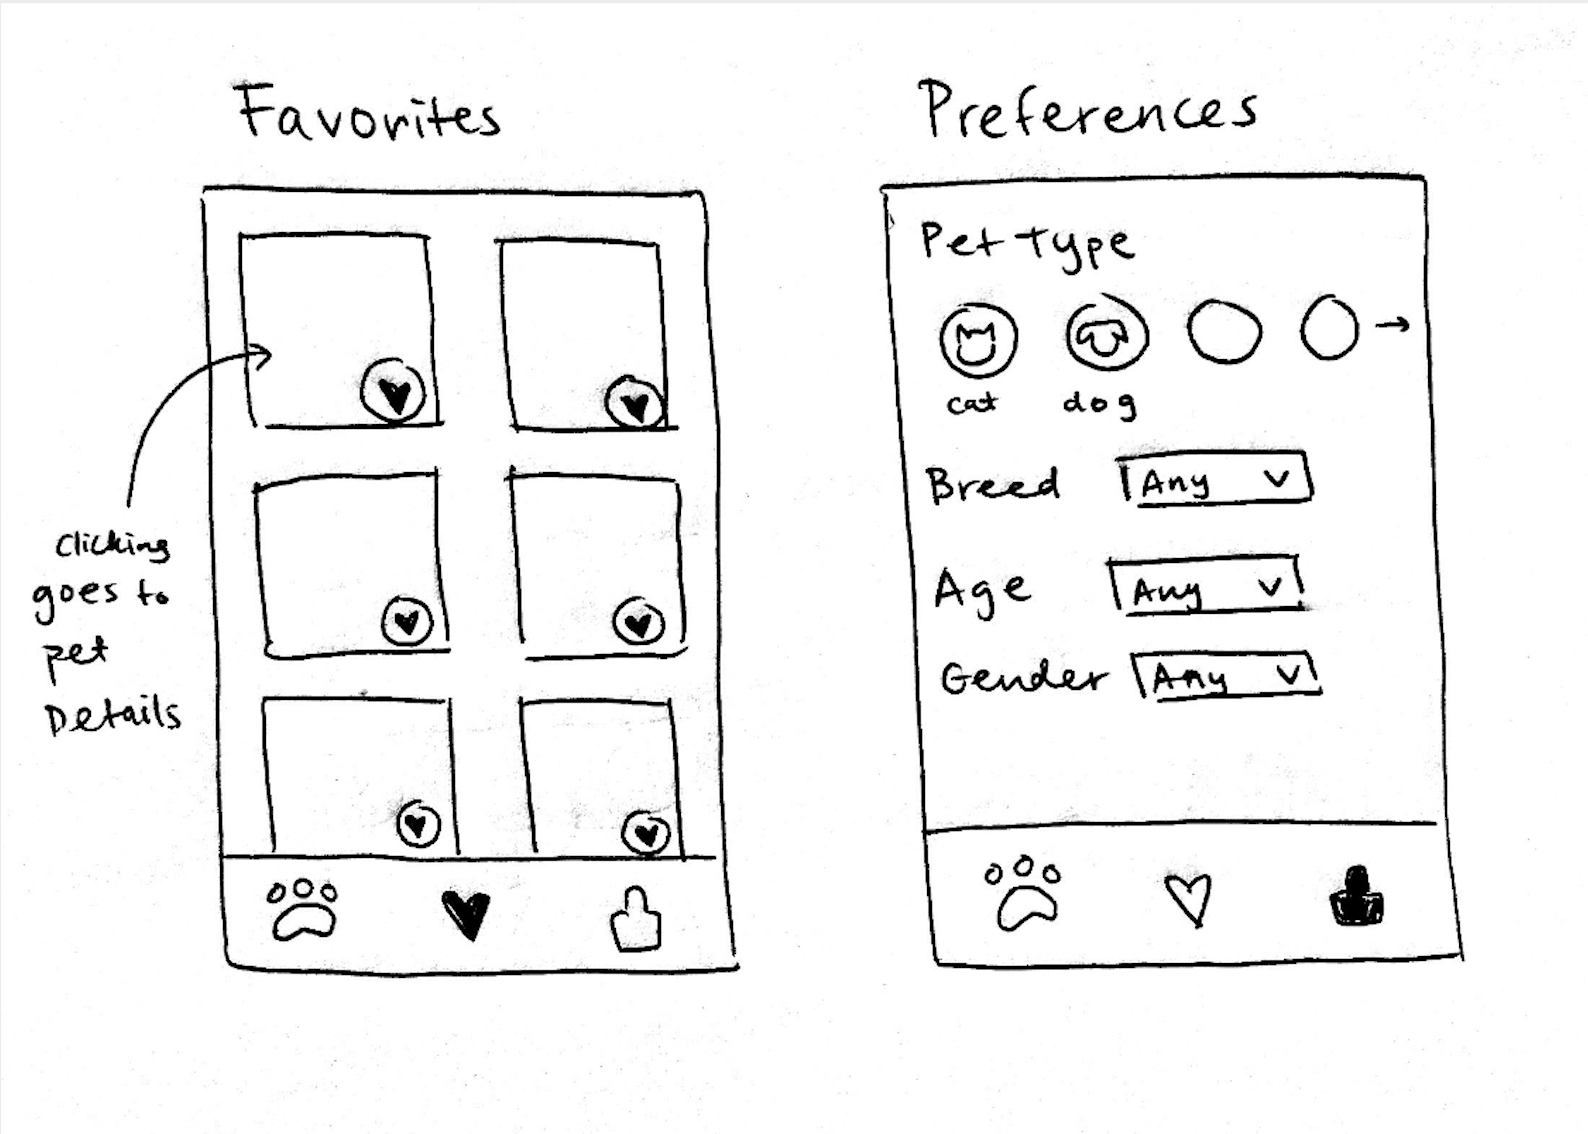 Favorites
Clicking
goes to
pet
Details
Preferences
Pet Type
cat dog
Breed Any
Age Any
Gender Any